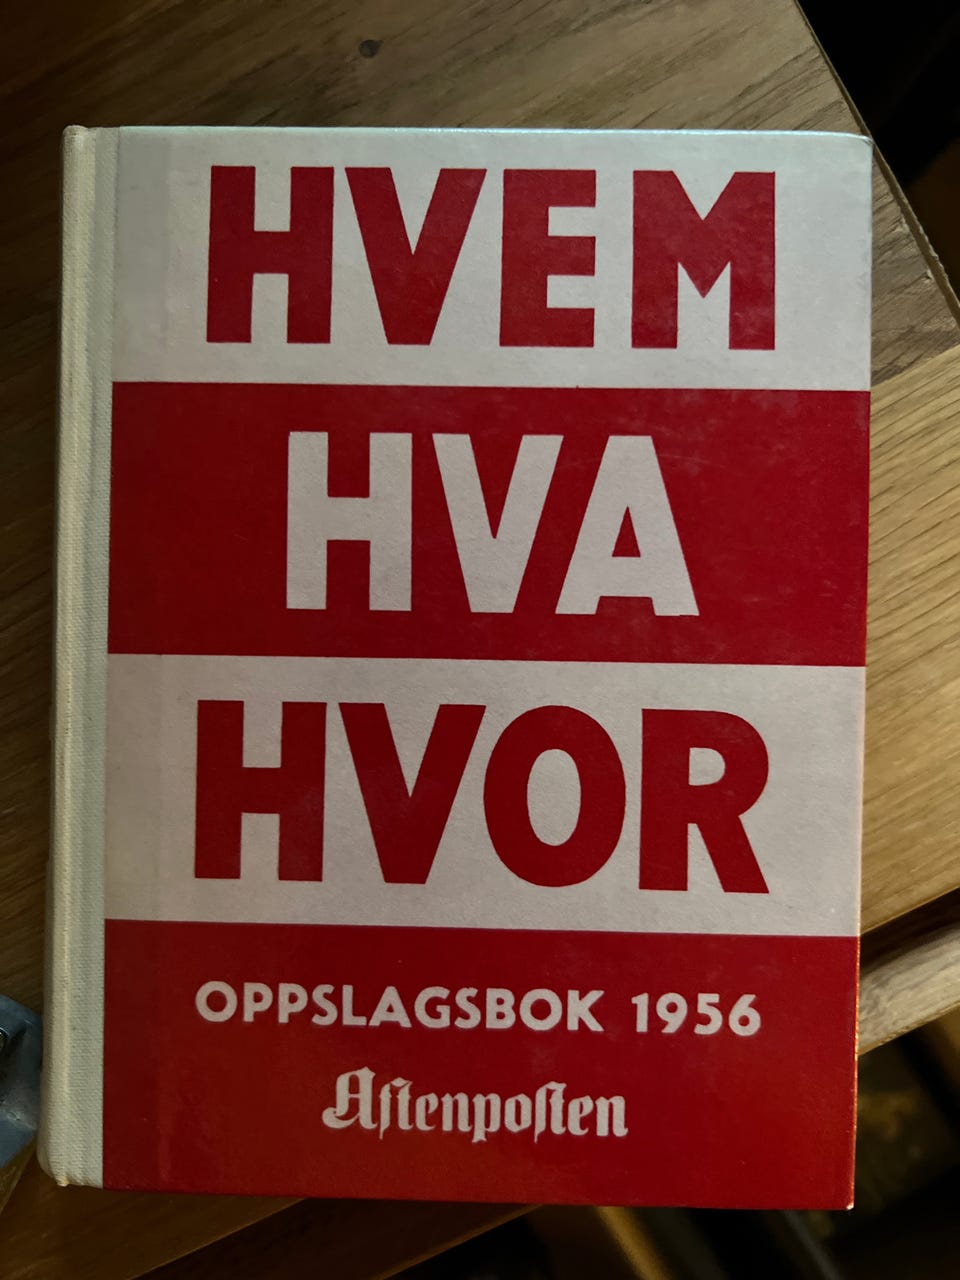 HVEM
HVA
HVOR
OPPSLAGSBOK 1956
Aftenposten